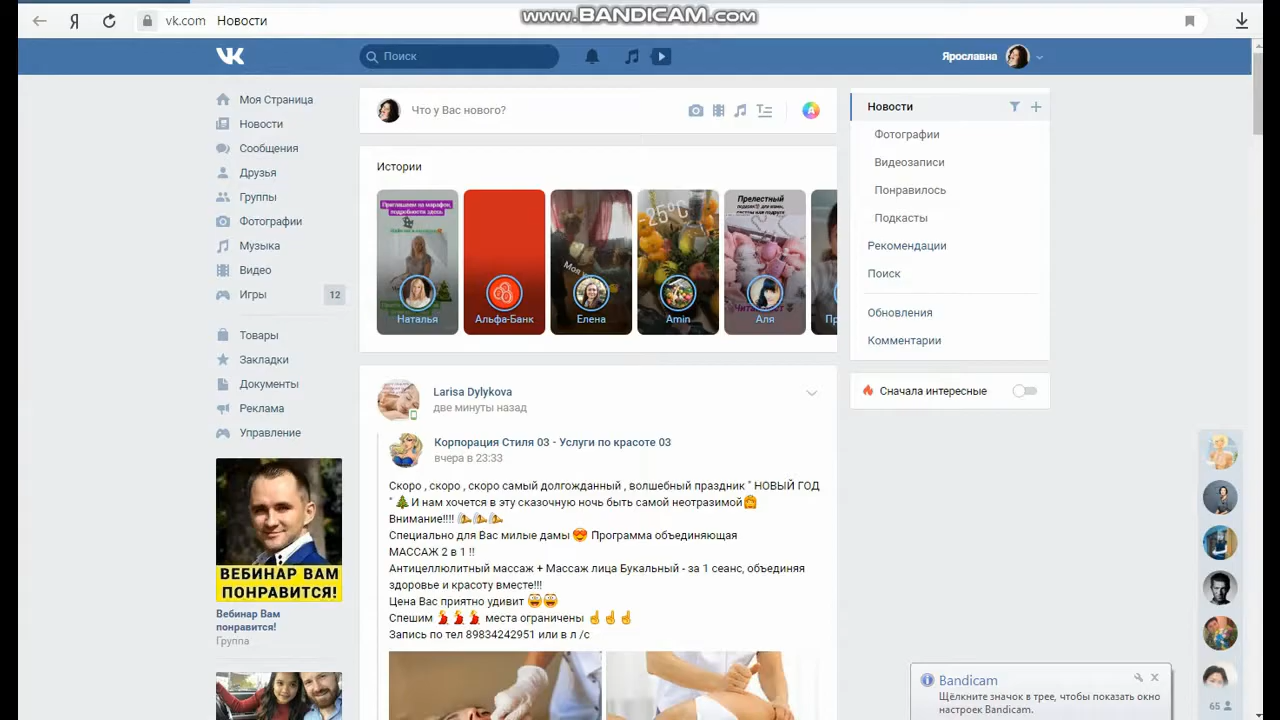 www.BANDICAM.com
Я vk.com Новости
Поиск
Ярославна
Моя Страница
Новости
Сообщения
Друзья
Группы
Фотографии
Музыка
Видео
Игры 12
Товары
Закладки
Документы
Реклама
Управление
ВЕБИНАР ВАМ
ПОНРАВИТСЯ!
Вебинар Вам
понравится!
Группа
Что у Вас нового?
Истории
Приглашаем на марафон,
подробности здесь
-25°C
Прелестный
Наталья
Альфа-Банк
Елена
Amin
Аля
Пр
Larisa Dylykova
две минуты назад
Корпорация Стиля 03 - Услуги по красоте 03
вчера в 23:33
Скоро , скоро , скоро самый долгожданный , волшебный праздник " НОВЫЙ ГОД
" 🎄И нам хочется в эту сказочную ночь быть самой неотразимой
Внимание!!!!
Специально для Вас милые дамы 😍 Программа объединяющая
МАССАЖ 2 в 1 !!
Антицеллюлитный массаж + Массаж лица Букальный - за 1 сеанс, объединяя
здоровье и красоту вместе!!!
Цена Вас приятно удивит
Спешим 💃💃💃 места ограничены ☝☝☝
Запись по тел 89834242951 или в л /с
Новости
Фотографии
Видеозаписи
Понравилось
Подкасты
Рекомендации
Поиск
Обновления
Комментарии
Сначала интересные
65
Bandicam
Щёлкните значок в трее, чтобы показать окно
настроек Bandicam.